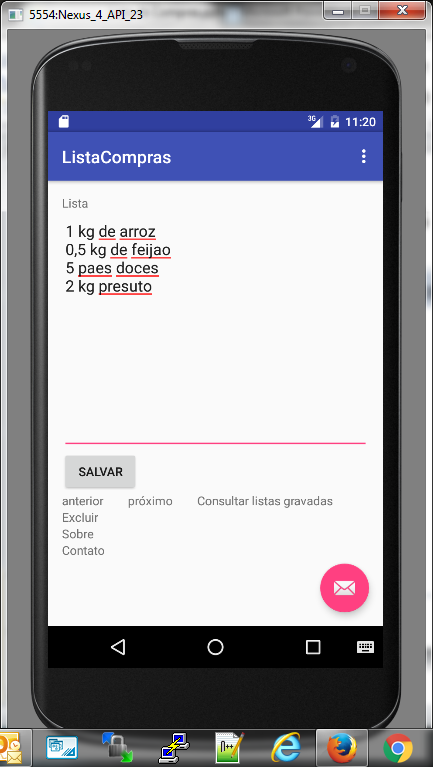 5554:Nexus_4_API_23
3G 11:20
ListaCompras
Lista
1 kg de arroz
0,5 kg de feijao
5 paes doces
2 kg presuto
SALVAR
anterior próximo Consultar listas gravadas
Excluir
Sobre
Contato